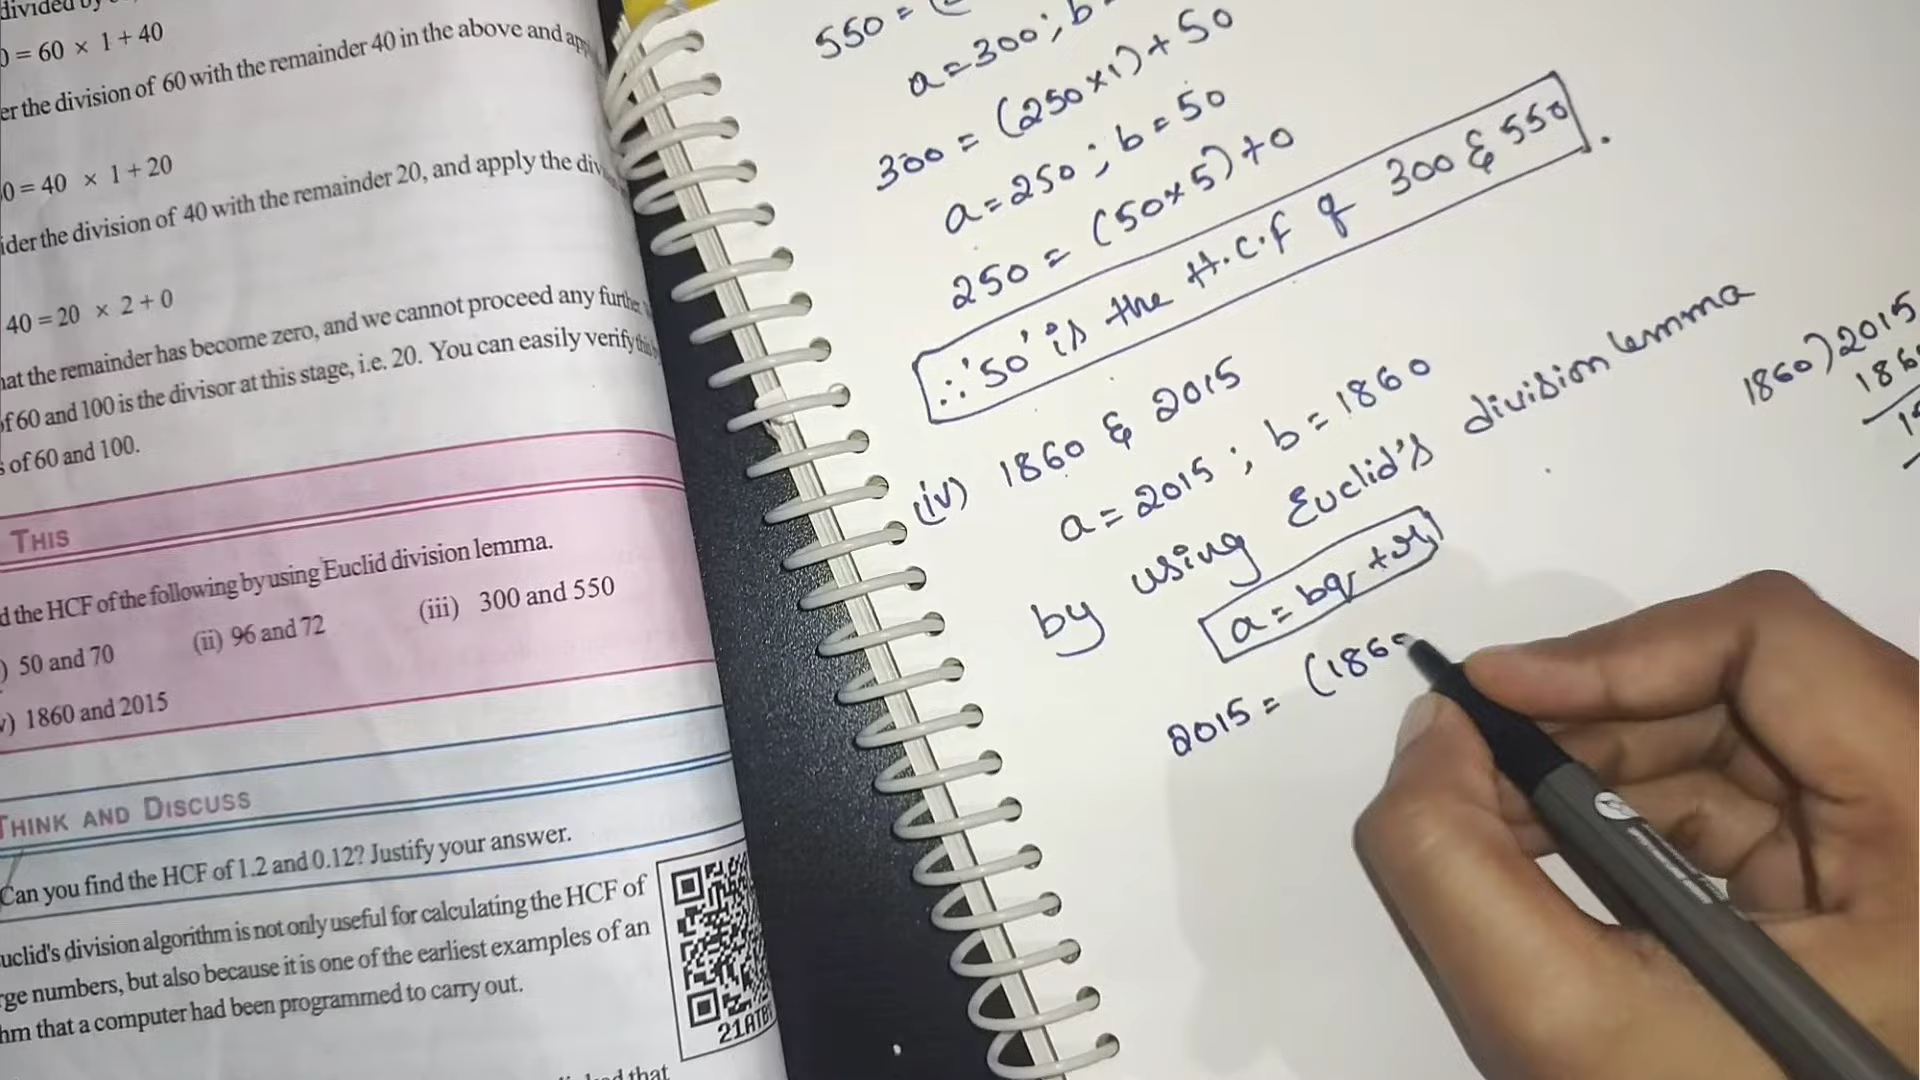 divided by
0 = 60 × 1 + 40
er the division of 60 with the remainder 40 in the above and
0 = 40 × 1 + 20
ider the division of 40 with the remainder 20, and apply the
40 = 20 × 2 + 0
hat the remainder has become zero, and we cannot proceed any
of 60 and 100 is the divisor at this stage, i.e. 20. You can easily verify
s of 60 and 100.
THIS
d the HCF of the following by using Euclid division lemma.
) 50 and 70 (ii) 96 and 72 (iii) 300 and 550
v) 1860 and 2015
THINK AND DISCUSS
Can you find the HCF of 1.2 and 0.12? Justify your answer.
uclid's division algorithm is not only useful for calculating the HCF of
rge numbers, but also because it is one of the earliest examples of an
hm that a computer had been programmed to carry out.
that
550 = (
a = 300 ; b
300 = (250 × 1) + 50
a = 250 ; b = 50
250 = (50 × 5) + 0
∴ '50' is the H.C.F of 300 & 550.
(iv) 1860 & 2015
a = 2015 ; b = 1860
by using Euclid's division lemma
a = bq + r
2015 = (1860
1860) 2015
186
1